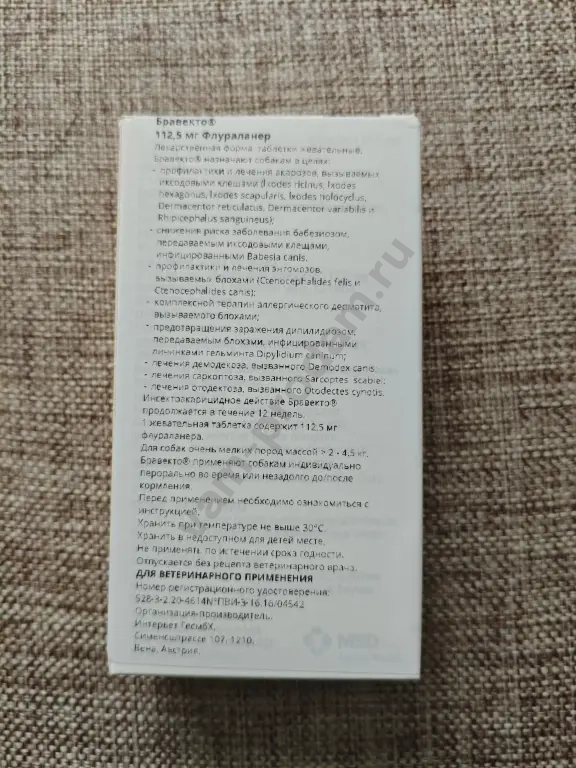 Бравекто®
112,5 мг Флураланер
Лекарственная форма: таблетки жевательные.
Бравекто® назначают собакам в целях:
- профилактики и лечения акарозов, вызываемых
иксодовыми клещами (Ixodes ricinus, Ixodes
hexagonus, Ixodes scapularis, Ixodes holocyclus,
Dermacentor reticulatus, Dermacentor variabilis и
Rhipicephalus sanguineus);
- снижения риска заболевания бабезиозом,
передаваемым иксодовыми клещами,
инфицированными Babesia canis.
- профилактики и лечения энтомозов,
вызываемых блохами (Ctenocephalides felis и
Ctenocephalides canis);
- комплексной терапии аллергического дерматита,
вызываемого блохами;
- предотвращения заражения дипилидиозом,
передаваемым блохами, инфицированными
личинками гельминта Dipylidium caninum;
- лечения демодекоза, вызванного Demodex canis
- лечения саркоптоза, вызванного Sarcoptes scabiei
- лечения отодектоза, вызванного Otodectes cynotis.
Инсектоакарицидное действие Бравекто®
продолжается в течение 12 недель.
1 жевательная таблетка содержит 112,5 мг
флураланера.
Для собак очень мелких пород массой > 2 - 4,5 кг.
Бравекто® применяют собакам индивидуально
перорально во время или незадолго до/после
кормления.
Перед применением необходимо ознакомиться с
инструкцией.
Хранить при температуре не выше 30°C.
Хранить в недоступном для детей месте.
Не применять по истечении срока годности.
Отпускается без рецепта ветеринарного врача.
ДЛЯ ВЕТЕРИНАРНОГО ПРИМЕНЕНИЯ
Номер регистрационного удостоверения:
Организация-производитель:
Интервет ГесмбХ,
Сименсштрассе 107, 1210,
Вена, Австрия.
MSD